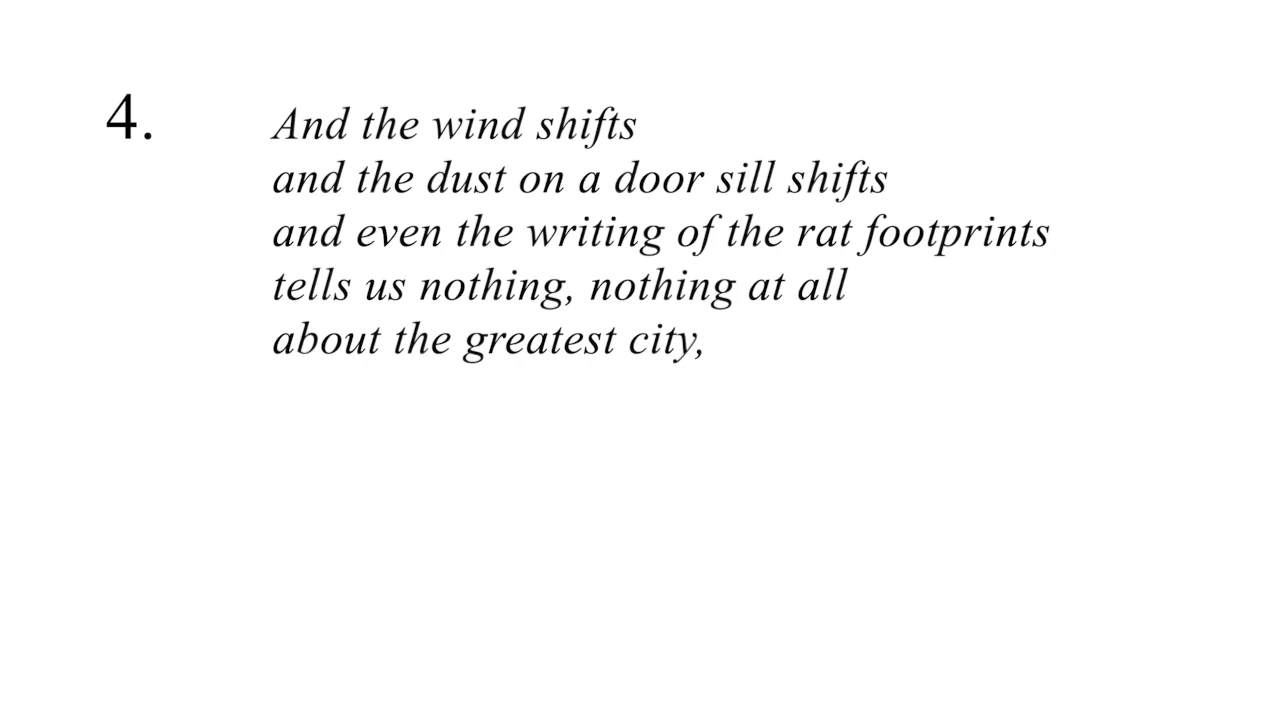 4.
And the wind shifts
and the dust on a door sill shifts
and even the writing of the rat footprints
tells us nothing, nothing at all
about the greatest city,